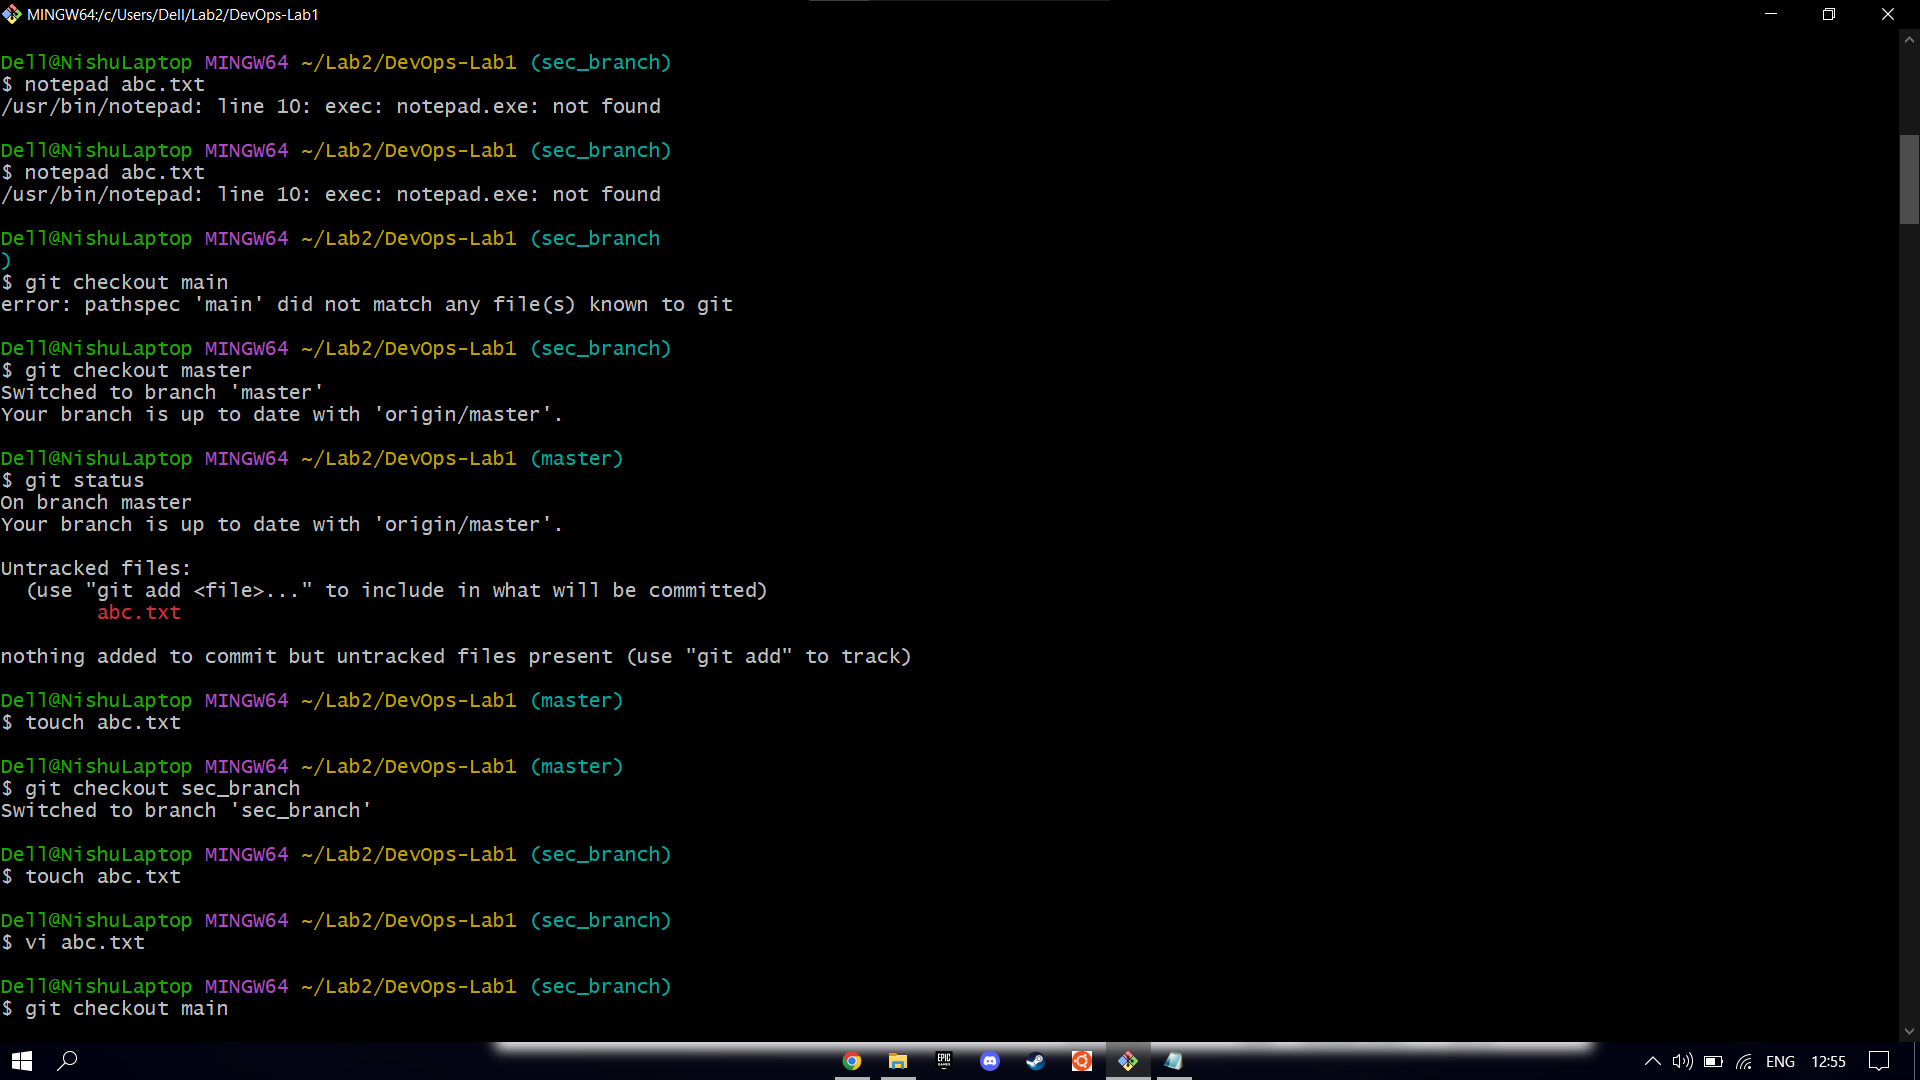 MINGW64:/c/Users/Dell/Lab2/DevOps-Lab1
Dell@NishuLaptop MINGW64 ~/Lab2/DevOps-Lab1 (sec_branch)
$ notepad abc.txt
/usr/bin/notepad: line 10: exec: notepad.exe: not found
Dell@NishuLaptop MINGW64 ~/Lab2/DevOps-Lab1 (sec_branch)
$ notepad abc.txt
/usr/bin/notepad: line 10: exec: notepad.exe: not found
Dell@NishuLaptop MINGW64 ~/Lab2/DevOps-Lab1 (sec_branch
)
$ git checkout main
error: pathspec 'main' did not match any file(s) known to git
Dell@NishuLaptop MINGW64 ~/Lab2/DevOps-Lab1 (sec_branch)
$ git checkout master
Switched to branch 'master'
Your branch is up to date with 'origin/master'.
Dell@NishuLaptop MINGW64 ~/Lab2/DevOps-Lab1 (master)
$ git status
On branch master
Your branch is up to date with 'origin/master'.
Untracked files:
(use "git add <file>..." to include in what will be committed)
abc.txt
nothing added to commit but untracked files present (use "git add" to track)
Dell@NishuLaptop MINGW64 ~/Lab2/DevOps-Lab1 (master)
$ touch abc.txt
Dell@NishuLaptop MINGW64 ~/Lab2/DevOps-Lab1 (master)
$ git checkout sec_branch
Switched to branch 'sec_branch'
Dell@NishuLaptop MINGW64 ~/Lab2/DevOps-Lab1 (sec_branch)
$ touch abc.txt
Dell@NishuLaptop MINGW64 ~/Lab2/DevOps-Lab1 (sec_branch)
$ vi abc.txt
Dell@NishuLaptop MINGW64 ~/Lab2/DevOps-Lab1 (sec_branch)
$ git checkout main
EPIC
GAMES
ENG 12:55